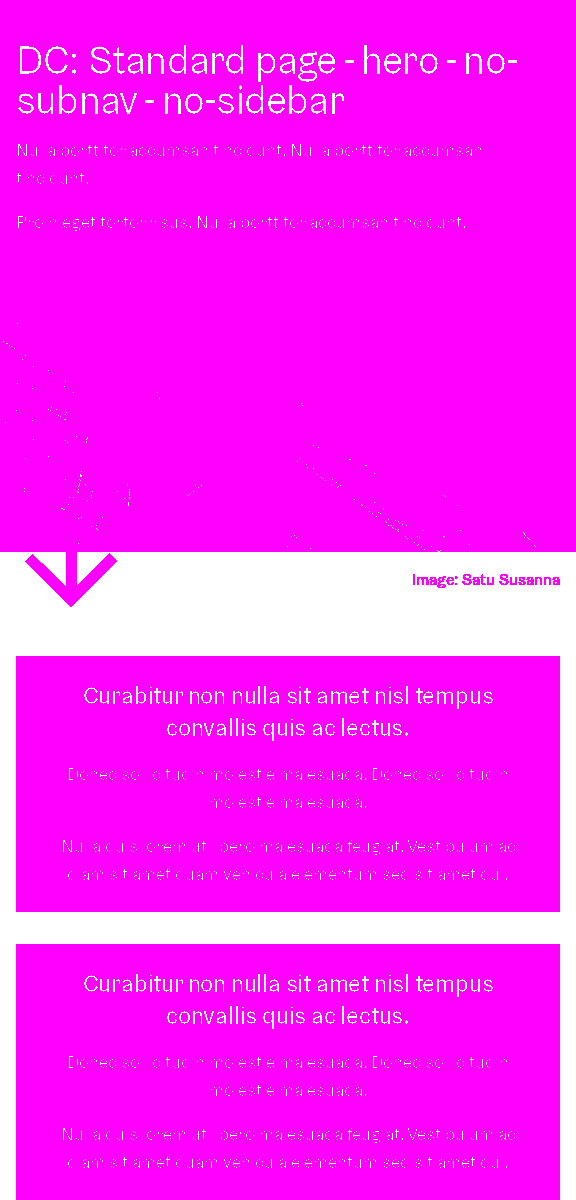 DC: Standard page - hero - no-
subnav - no-sidebar
Nulla porttitor accumsan tincidunt. Nulla porttitor accumsan
tincidunt.
Proin eget tortor risus. Nulla porttitor accumsan tincidunt.
Image: Satu Susanna
Curabitur non nulla sit amet nisl tempus
convallis quis ac lectus.
Donec sollicitudin molestie malesuada. Donec sollicitudin
molestie malesuada.
Nulla quis lorem ut libero malesuada feugiat. Vestibulum ac
diam sit amet quam vehicula elementum sed sit amet dui.
Curabitur non nulla sit amet nisl tempus
convallis quis ac lectus.
Donec sollicitudin molestie malesuada. Donec sollicitudin
molestie malesuada.
Nulla quis lorem ut libero malesuada feugiat. Vestibulum ac
diam sit amet quam vehicula elementum sed sit amet dui.